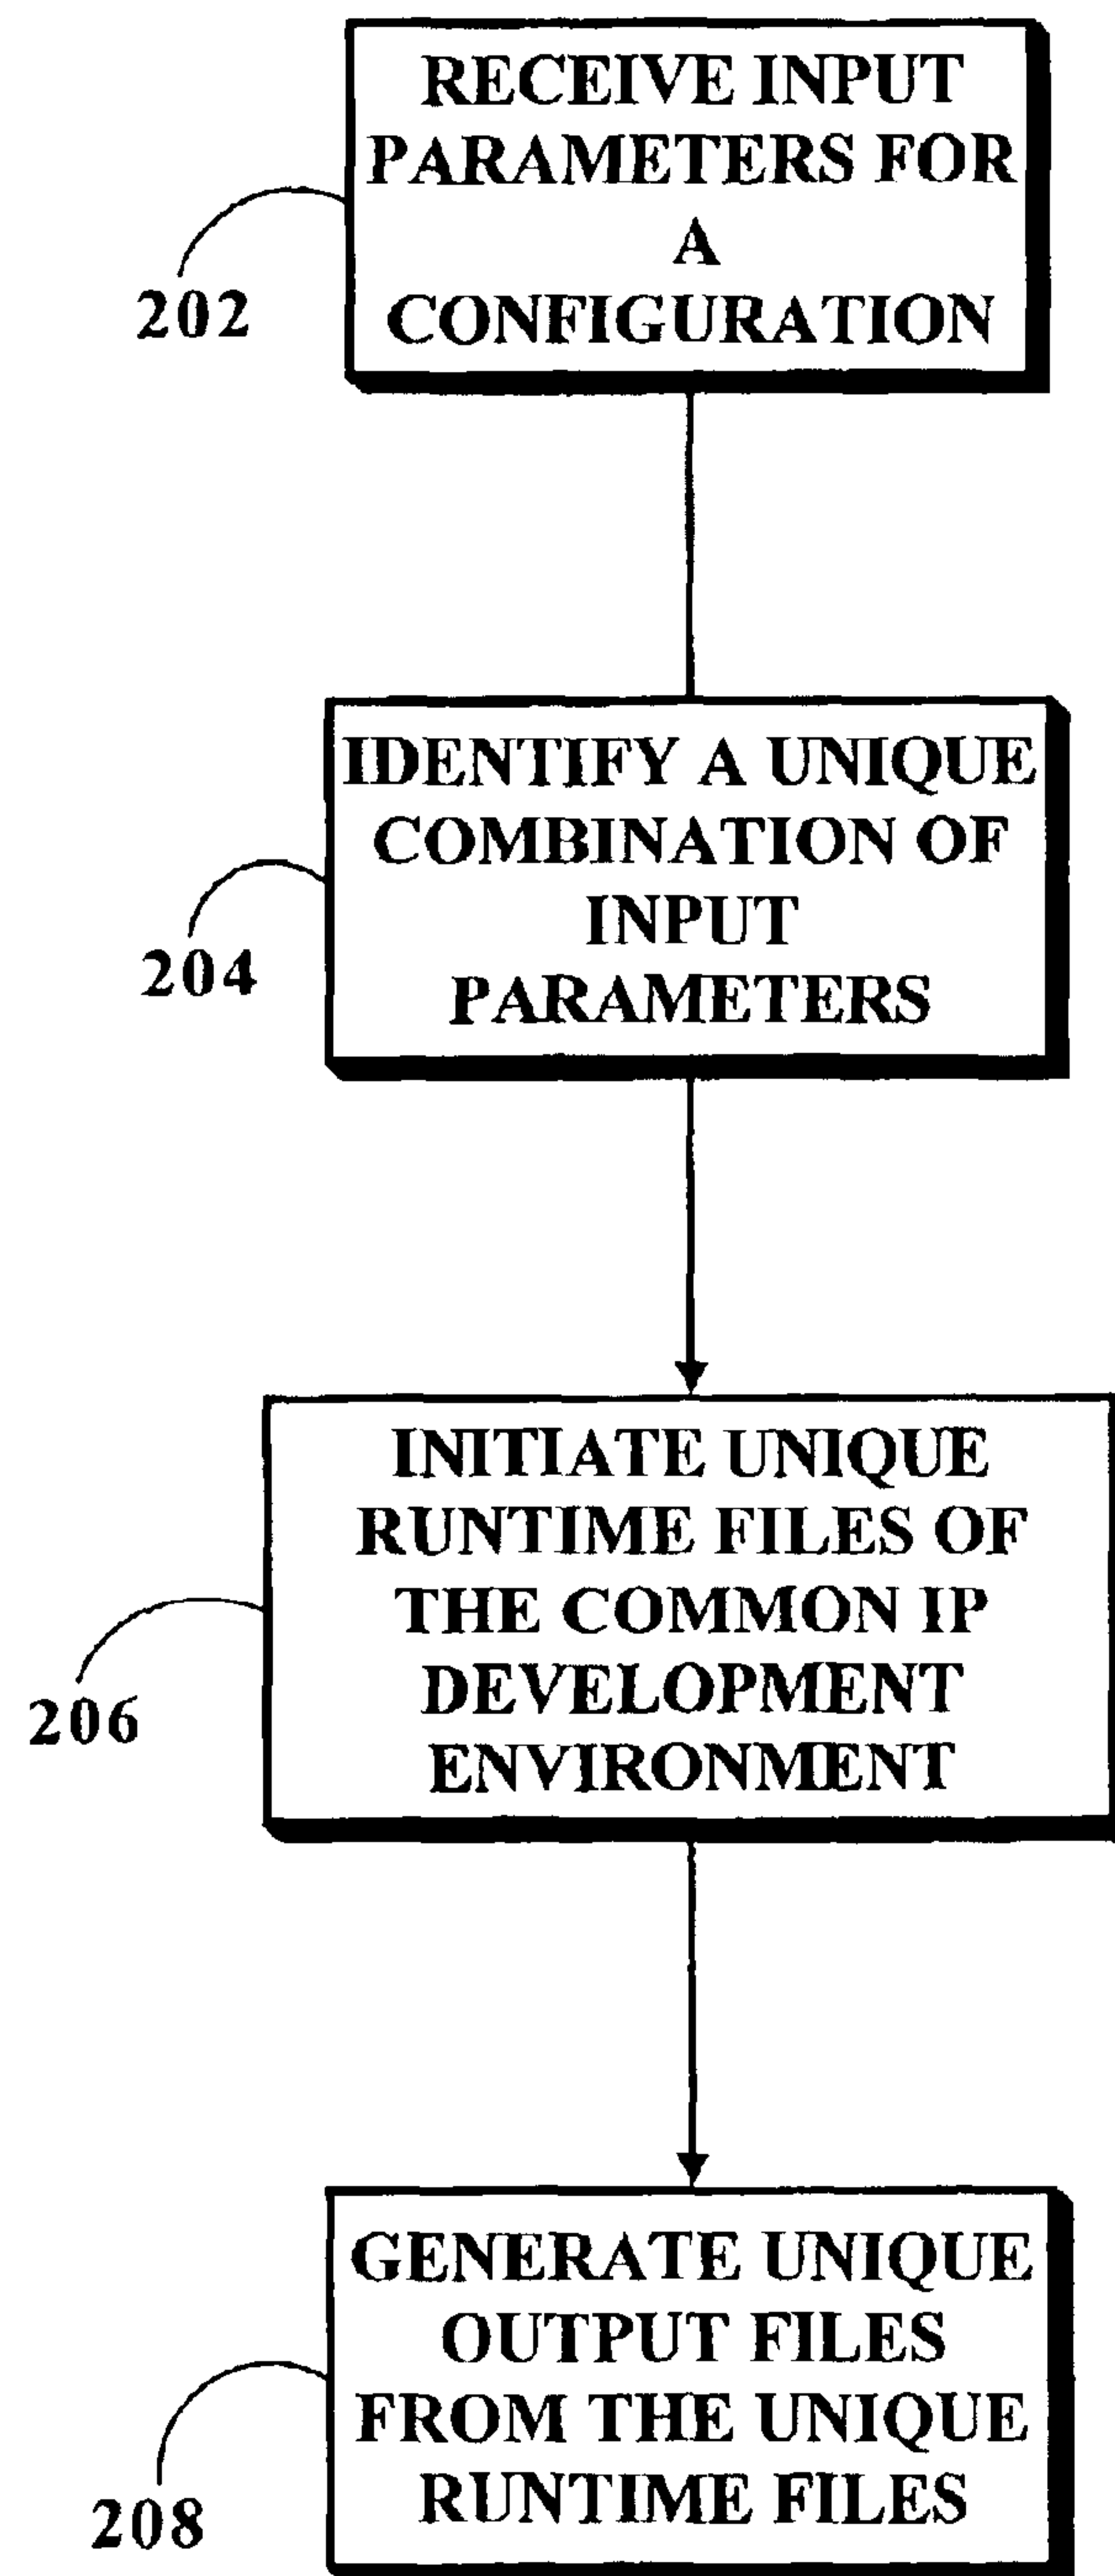 RECEIVE INPUT
PARAMETERS FOR
A
CONFIGURATION
202
IDENTIFY A UNIQUE
COMBINATION OF
INPUT
PARAMETERS
204
INITIATE UNIQUE
RUNTIME FILES OF
THE COMMON IP
DEVELOPMENT
ENVIRONMENT
206
GENERATE UNIQUE
OUTPUT FILES
FROM THE UNIQUE
RUNTIME FILES
208